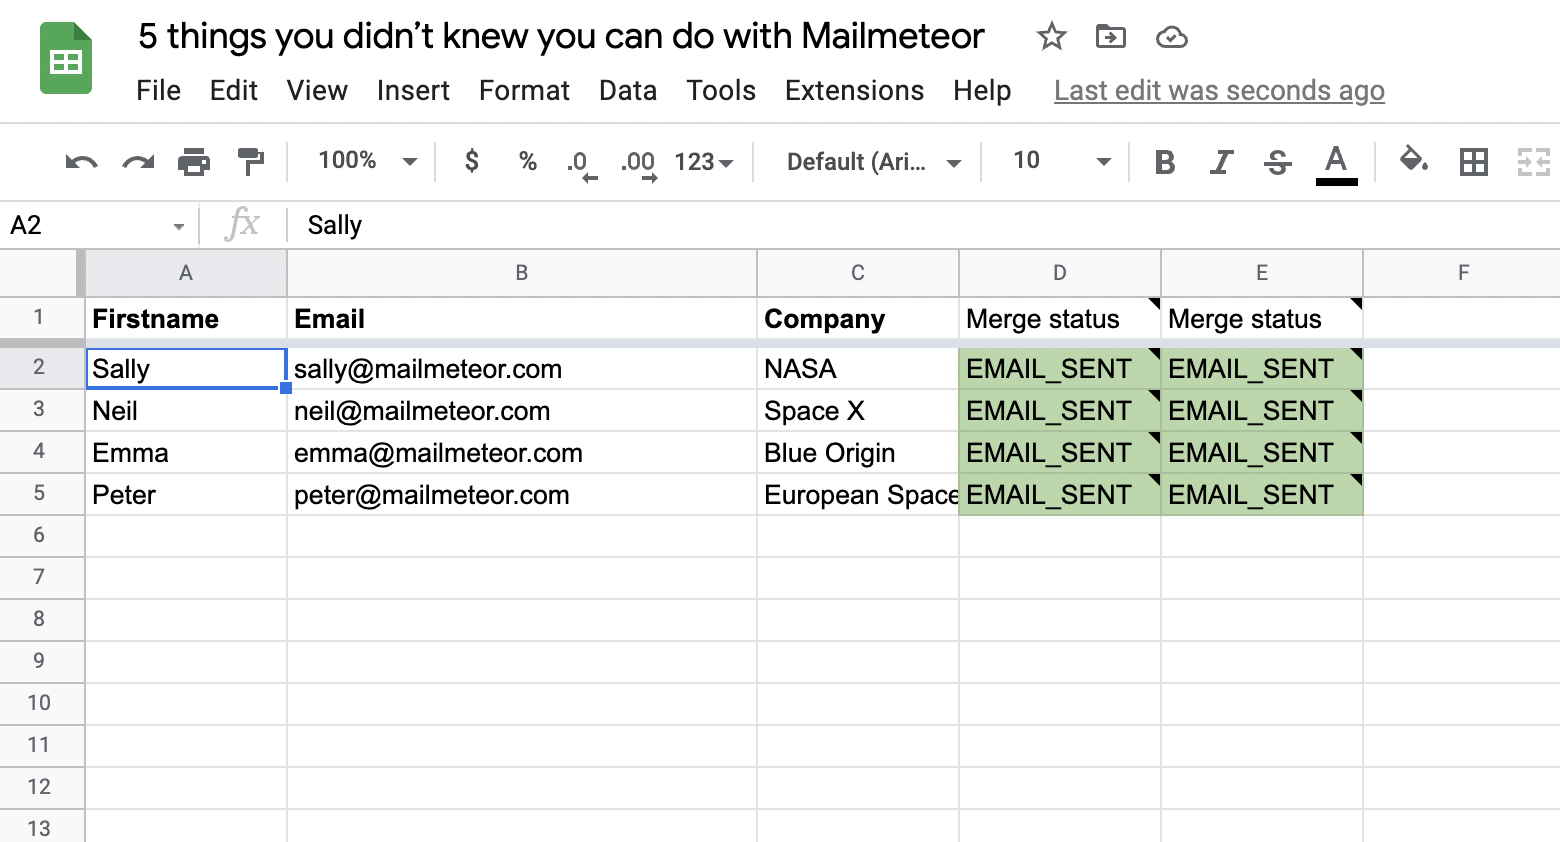 5 things you didn’t knew you can do with Mailmeteor
File Edit View Insert Format Data Tools Extensions Help Last edit was seconds ago
100% $ % .0 .00 123 Default (Ari... 10 B I S A
A2 fx Sally
A B C D E F
1 Firstname Email Company Merge status Merge status
2 Sally sally@mailmeteor.com NASA EMAIL_SENT EMAIL_SENT
3 Neil neil@mailmeteor.com Space X EMAIL_SENT EMAIL_SENT
4 Emma emma@mailmeteor.com Blue Origin EMAIL_SENT EMAIL_SENT
5 Peter peter@mailmeteor.com European Space EMAIL_SENT EMAIL_SENT
6
7
8
9
10
11
12
13